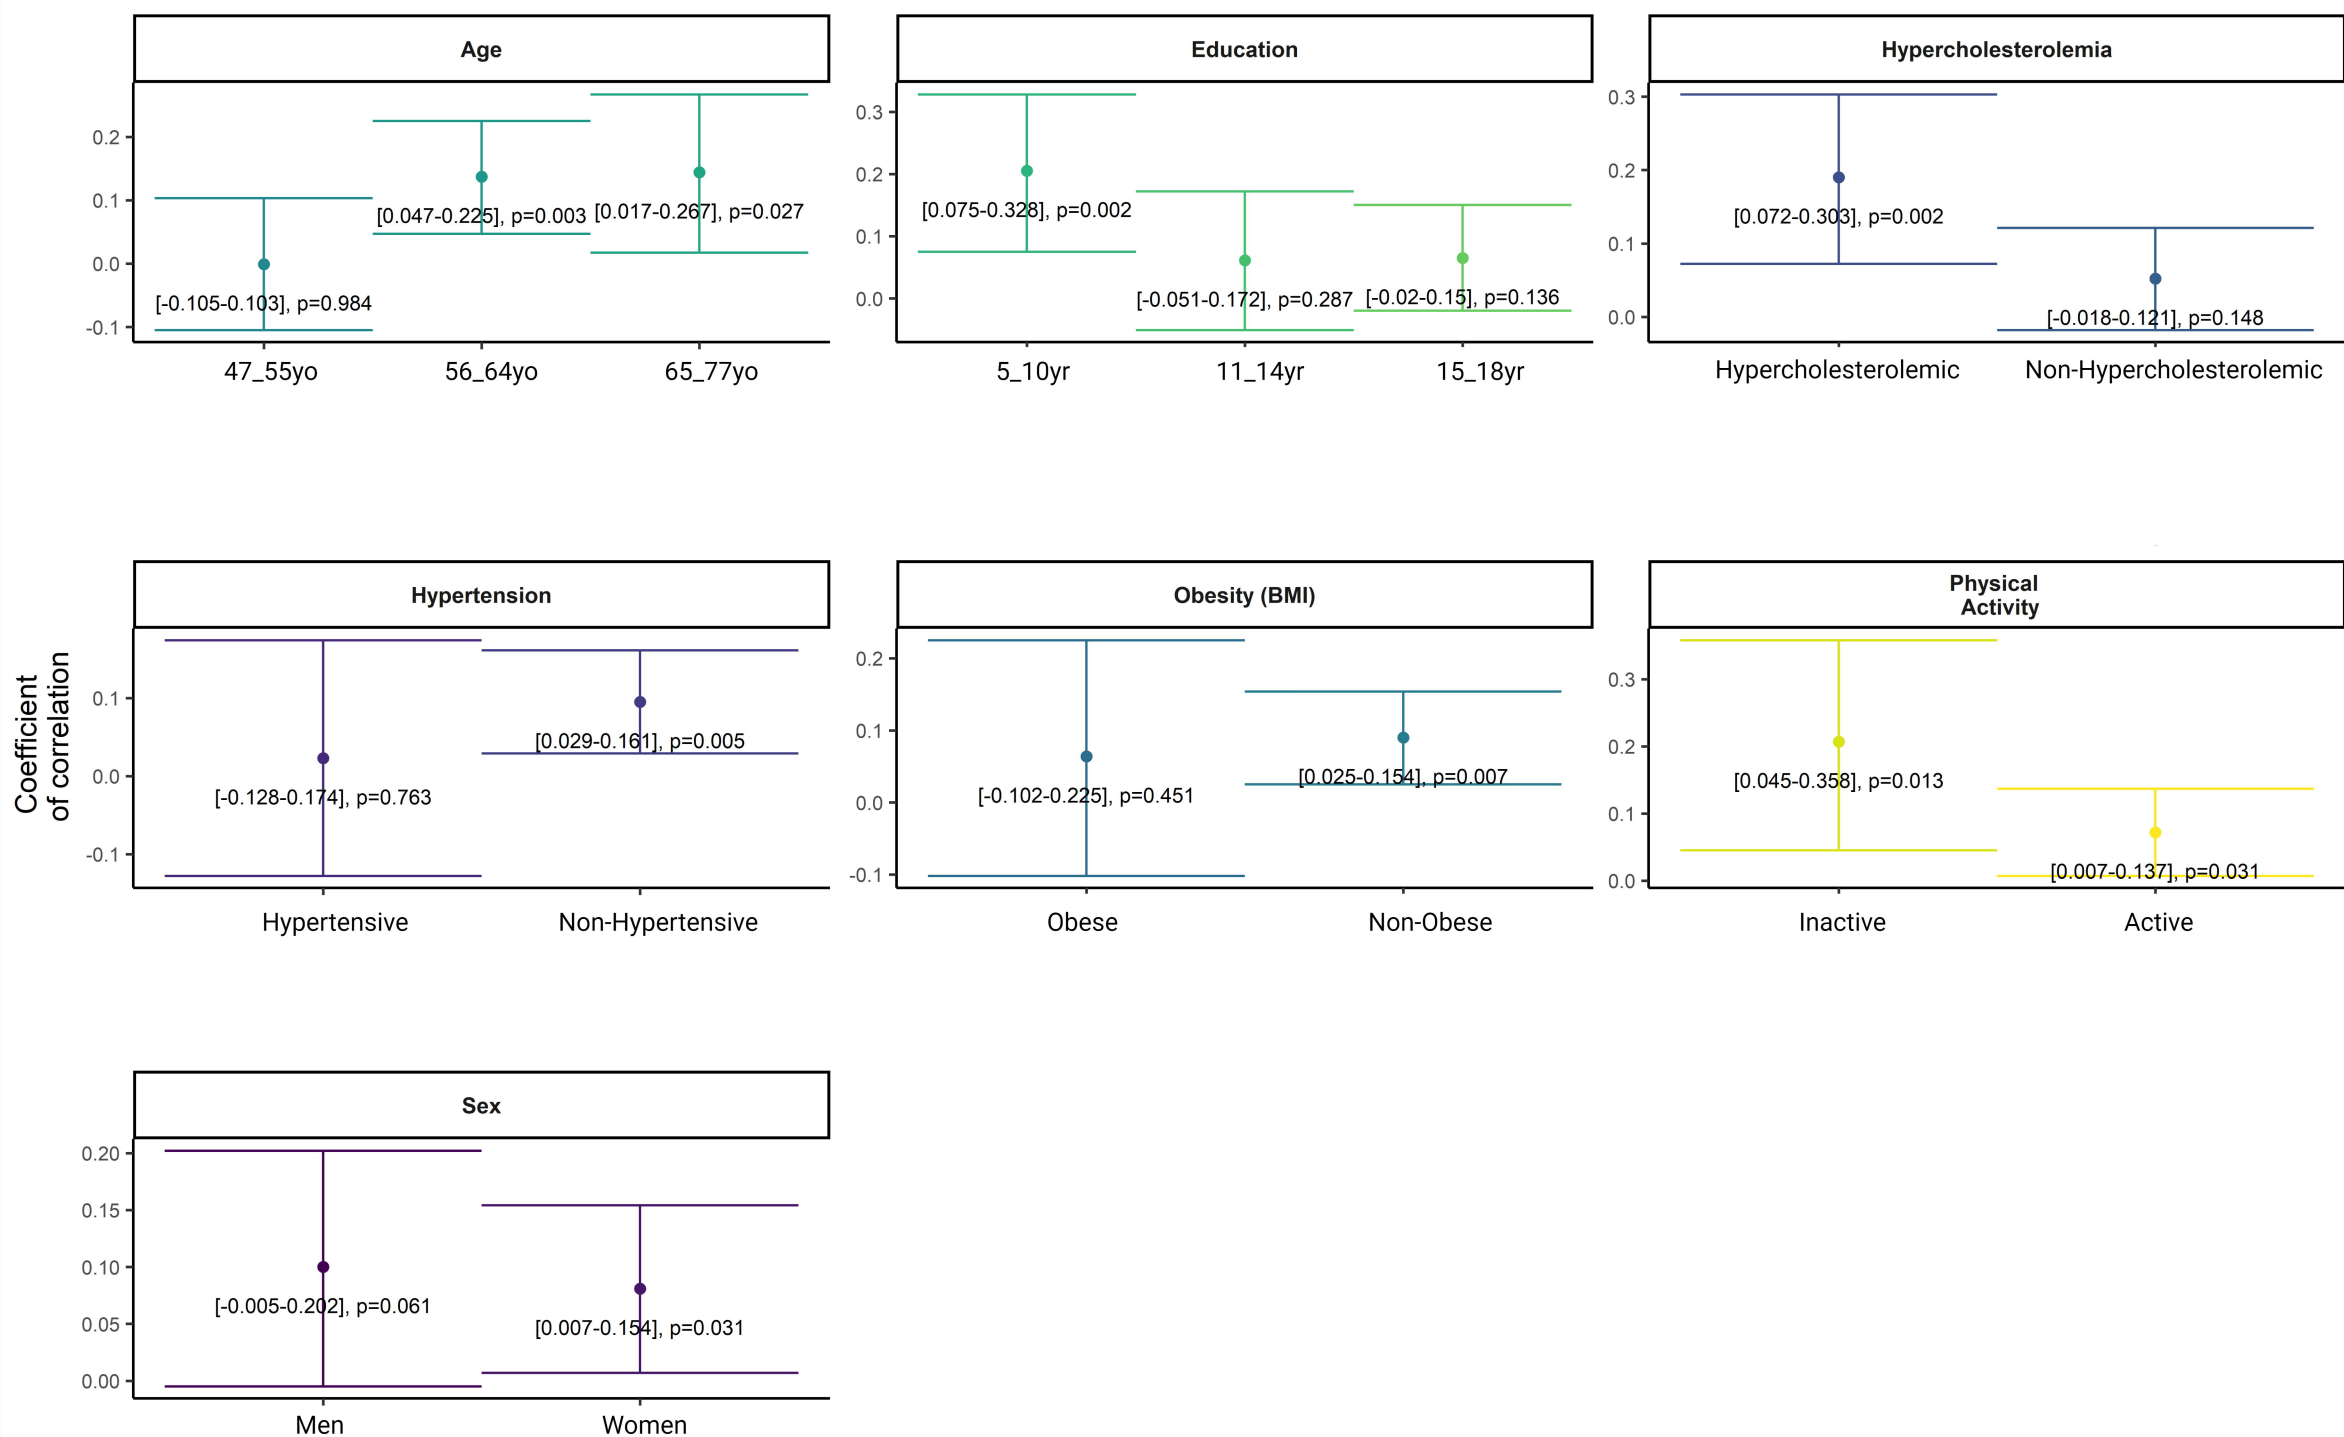 Age
Education
Hypercholesterolemia
0.2
0.1
0.0
-0.1
[-0.105-0.103], p=0.984
[0.047-0.225], p=0.003
[0.017-0.267], p=0.027
47_55yo
56_64yo
65_77yo
0.3
0.2
0.1
0.0
[0.075-0.328], p=0.002
[-0.051-0.172], p=0.287
[-0.02-0.15], p=0.136
5_10yr
11_14yr
15_18yr
0.3
0.2
0.1
0.0
[0.072-0.303], p=0.002
[-0.018-0.121], p=0.148
Hypercholesterolemic
Non-Hypercholesterolemic
Coefficient
of correlation
Hypertension
Obesity (BMI)
Physical
Activity
0.1
0.0
-0.1
[-0.128-0.174], p=0.763
[0.029-0.161], p=0.005
Hypertensive
Non-Hypertensive
0.2
0.1
0.0
-0.1
[-0.102-0.225], p=0.451
[0.025-0.154], p=0.007
Obese
Non-Obese
0.3
0.2
0.1
0.0
[0.045-0.358], p=0.013
[0.007-0.137], p=0.031
Inactive
Active
Sex
0.20
0.15
0.10
0.05
0.00
[-0.005-0.202], p=0.061
[0.007-0.154], p=0.031
Men
Women